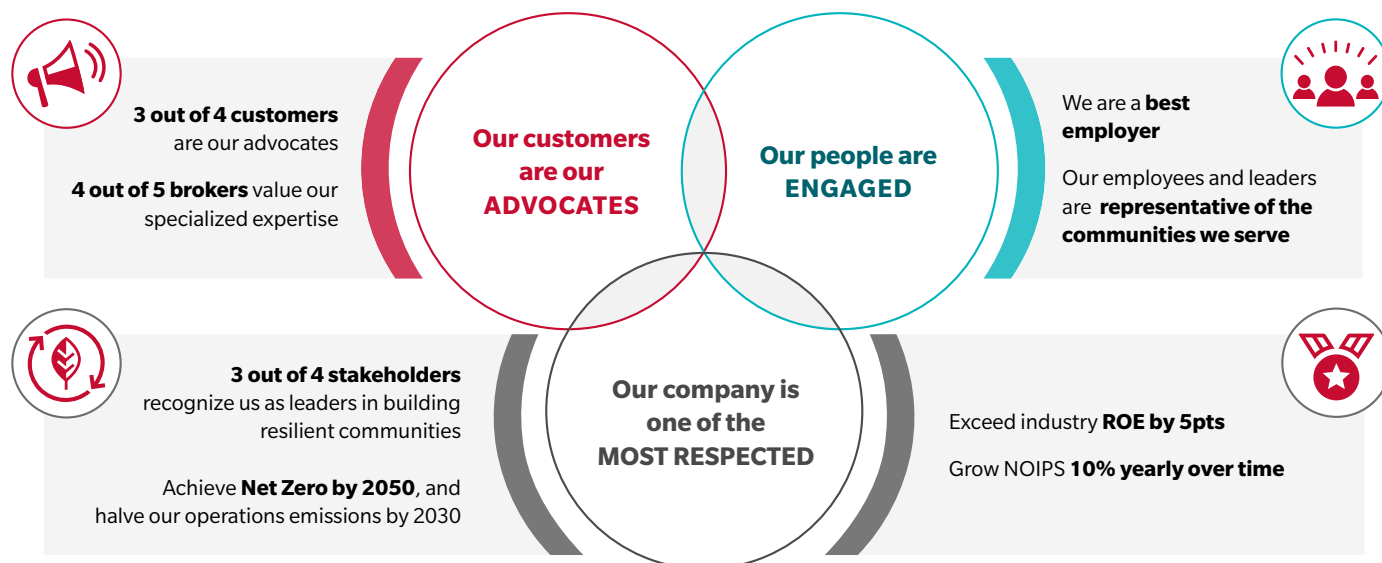 3 out of 4 customers
are our advocates
4 out of 5 brokers value our
specialized expertise
Our customers
are our
ADVOCATES
Our people are
ENGAGED
We are a best
employer
Our employees and leaders
are representative of the
communities we serve
3 out of 4 stakeholders
recognize us as leaders in building
resilient communities
Achieve Net Zero by 2050, and
halve our operations emissions by 2030
Our company is
one of the
MOST RESPECTED
Exceed industry ROE by 5pts
Grow NOIPS 10% yearly over time